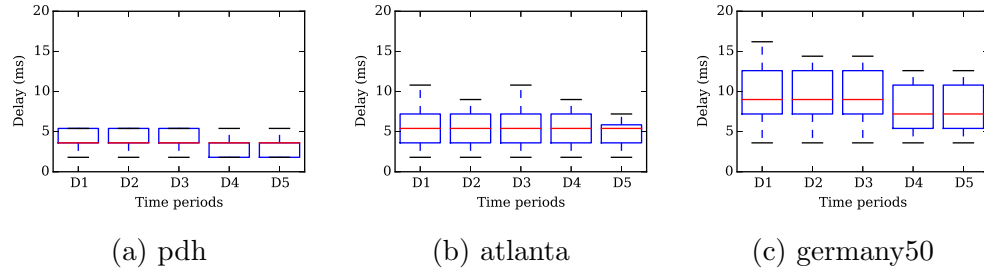 20
15
10
5
0
Delay (ms)
D1 D2 D3 D4 D5
Time periods
(a) pdh
20
15
10
5
0
Delay (ms)
D1 D2 D3 D4 D5
Time periods
(b) atlanta
20
15
10
5
0
Delay (ms)
D1 D2 D3 D4 D5
Time periods
(c) germany50